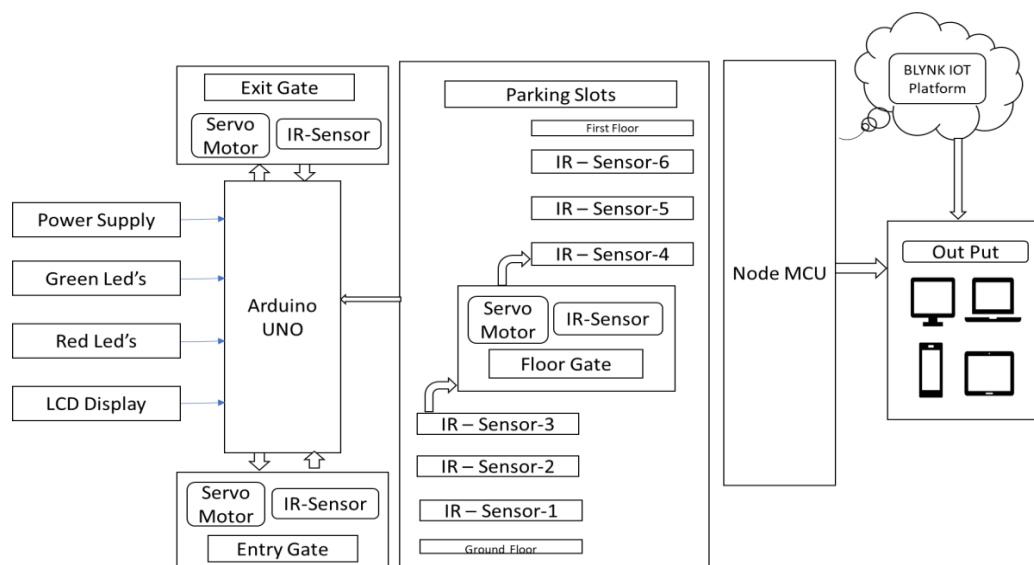 Exit Gate
Servo
Motor
IR-Sensor
Power Supply
Green Led's
Red Led's
LCD Display
Arduino
UNO
Servo
Motor
IR-Sensor
Entry Gate
Parking Slots
First Floor
IR – Sensor-6
IR – Sensor-5
IR – Sensor-4
Servo
Motor
IR-Sensor
Floor Gate
IR – Sensor-3
IR – Sensor-2
IR – Sensor-1
Ground Floor
Node MCU
BLYNK IOT
Platform
Out Put